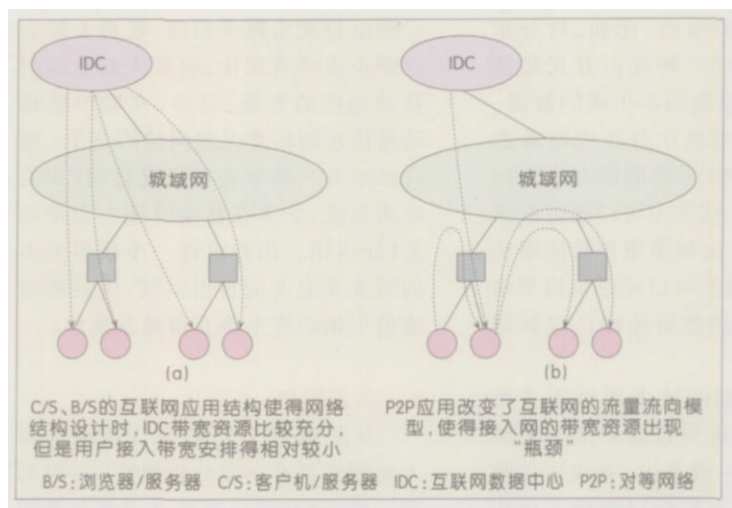 IDC
IDC
城域网
城域网
(a)
(b)
C/S、B/S的互联网应用结构使得网络
结构设计时,IDC带宽资源比较充分,
但是用户接入带宽安排得相对较小
P2P应用改变了互联网的流量流向模
型,使得接入网的带宽资源出现
“瓶颈”
B/S:浏览器/服务器 C/S:客户机/服务器 IDC:互联网数据中心 P2P:对等网络